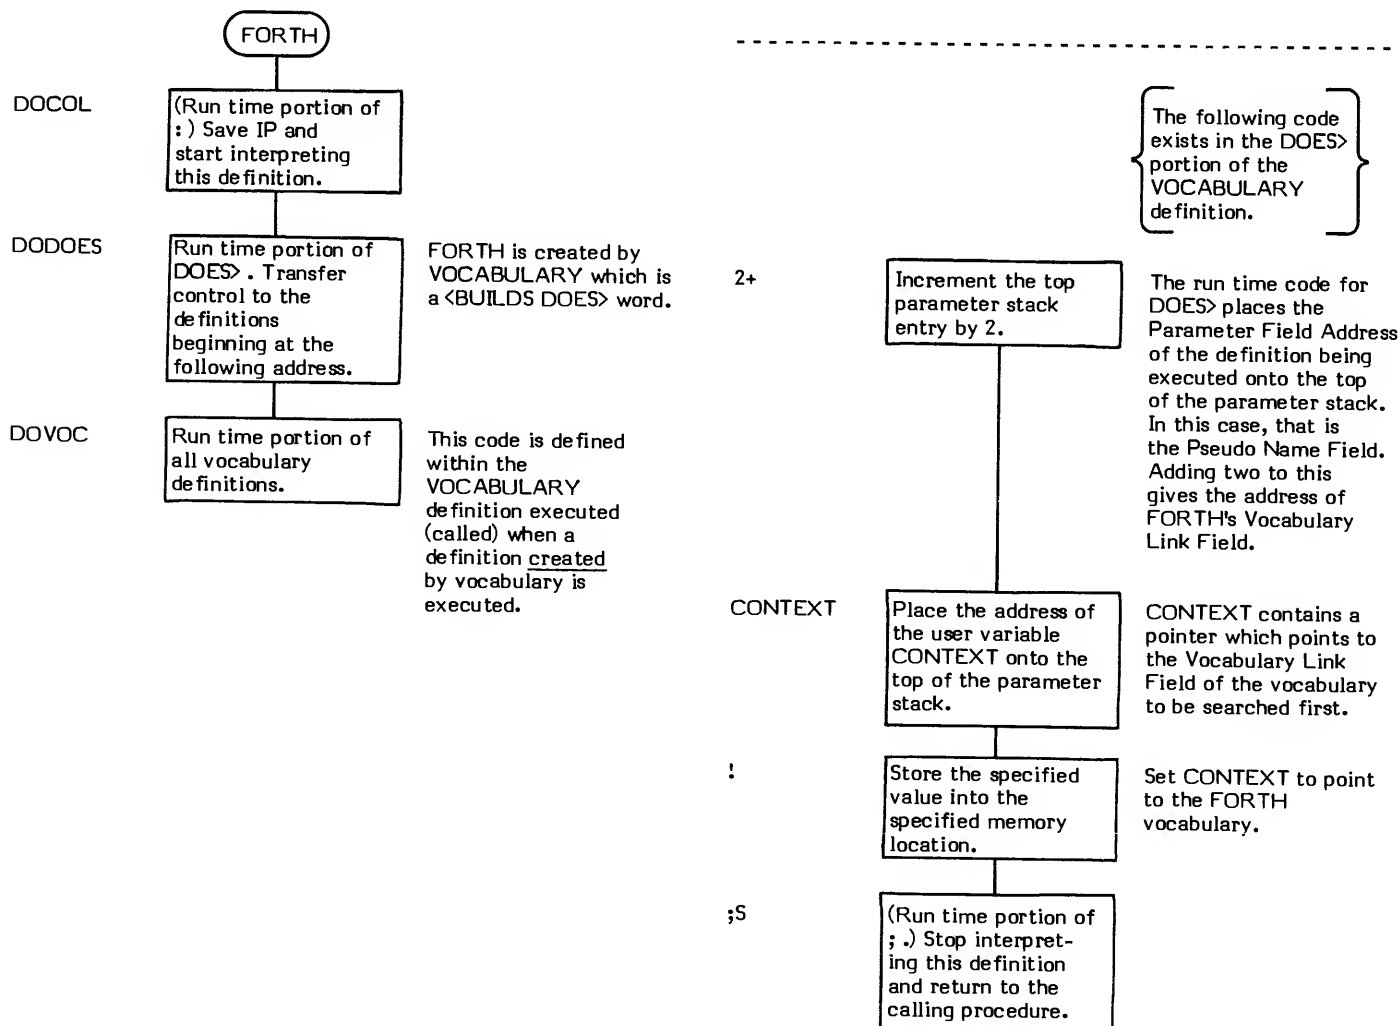 FORTH
DOCOL
(Run time portion of
: ) Save IP and
start interpreting
this definition.
DODOES
Run time portion of
DOES> . Transfer
control to the
definitions
beginning at the
following address.
FORTH is created by
VOCABULARY which is
a <BUILDS DOES> word.
DOVOC
Run time portion of
all vocabulary
definitions.
This code is defined
within the
VOCABULARY
definition executed
(called) when a
definition created
by vocabulary is
executed.
The following code
exists in the DOES>
portion of the
VOCABULARY
definition.
2+
Increment the top
parameter stack
entry by 2.
The run time code for
DOES> places the
Parameter Field Address
of the definition being
executed onto the top
of the parameter stack.
In this case, that is
the Pseudo Name Field.
Adding two to this
gives the address of
FORTH's Vocabulary
Link Field.
CONTEXT
Place the address of
the user variable
CONTEXT onto the
top of the parameter
stack.
CONTEXT contains a
pointer which points to
the Vocabulary Link
Field of the vocabulary
to be searched first.
!
Store the specified
value into the
specified memory
location.
Set CONTEXT to point
to the FORTH
vocabulary.
;S
(Run time portion of
; .) Stop interpret-
ing this definition
and return to the
calling procedure.